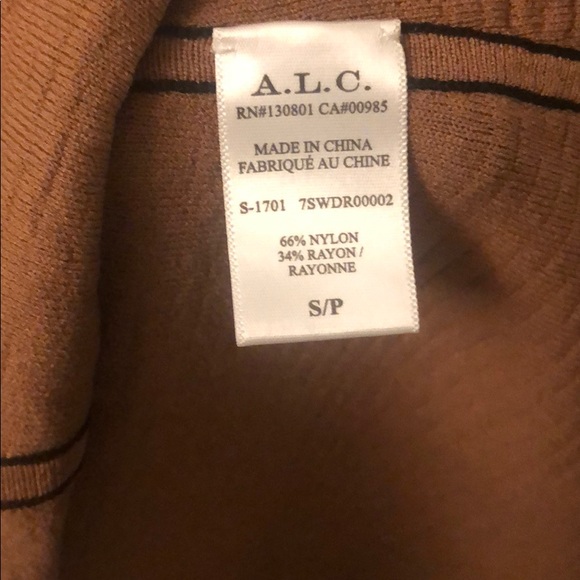 A.L.C.
RN#130801 CA#00985
MADE IN CHINA
FABRIQUÉ AU CHINE
S-1701 7SWDR00002
66% NYLON
34% RAYON/
RAYONNE
S/P